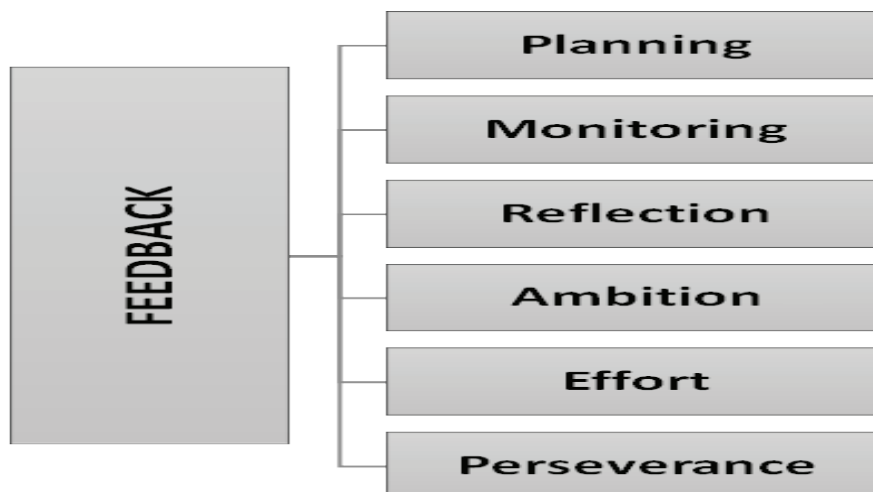 FEEDBACK
Planning
Monitoring
Reflection
Ambition
Effort
Perseverance